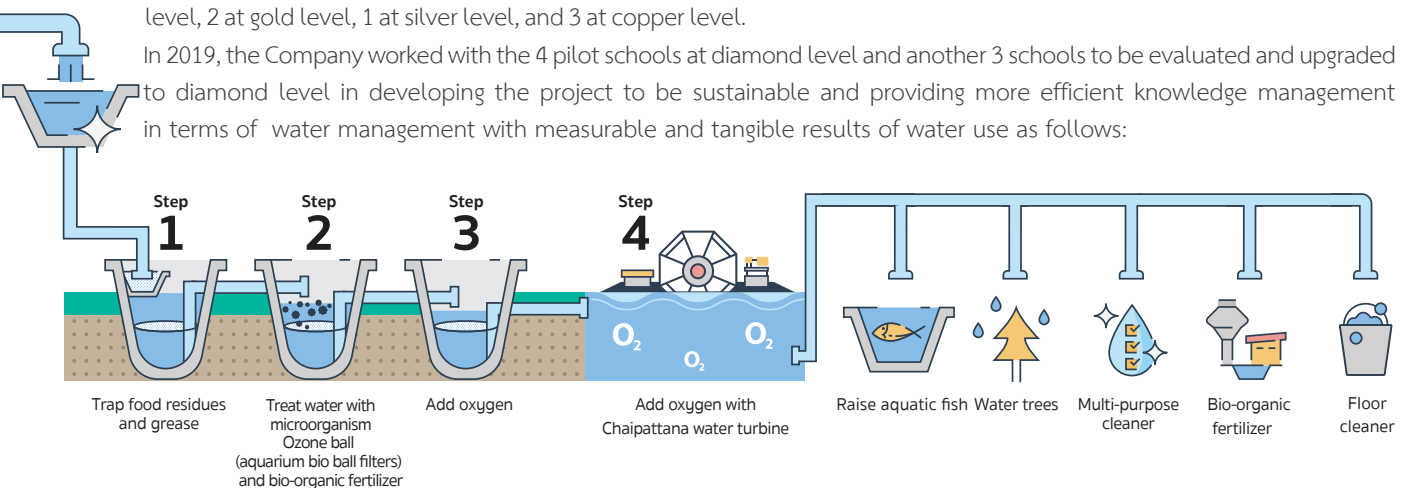 level, 2 at gold level, 1 at silver level, and 3 at copper level.
In 2019, the Company worked with the 4 pilot schools at diamond level and another 3 schools to be evaluated and upgraded
to diamond level in developing the project to be sustainable and providing more efficient knowledge management
in terms of water management with measurable and tangible results of water use as follows:
Step
1
Step
2
Step
3
Step
4
O2
O2
O2
Trap food residues
and grease
Treat water with
microorganism
Ozone ball
(aquarium bio ball filters)
and bio-organic fertilizer
Add oxygen
Add oxygen with
Chaipattana water turbine
Raise aquatic fish
Water trees
Multi-purpose
cleaner
Bio-organic
fertilizer
Floor
cleaner